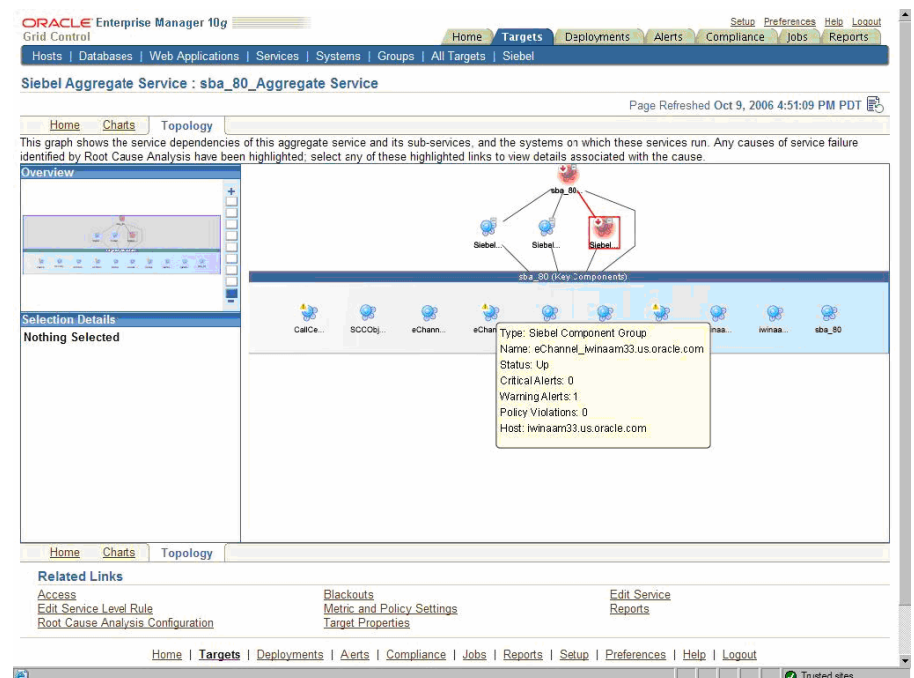 ORACLE Enterprise Manager 10g
Grid Control
Setup Preferences Help Logout
Home Targets Deployments Alerts Compliance Jobs Reports
Hosts | Databases | Web Applications | Services | Systems | Groups | All Targets | Siebel
Siebel Aggregate Service : sba_80_Aggregate Service
Page Refreshed Oct 9, 2006 4:51:09 PM PDT
Home Charts Topology
This graph shows the service dependencies of this aggregate service and its sub-services, and the systems on which these services run. Any causes of service failure
identified by Root Cause Analysis have been highlighted; select any of these highlighted links to view details associated with the cause.
Overview
Selection Details
Nothing Selected
sba_80...
Siebel... Siebel... Siebel...
sba_80 (Key Components)
CallCe... SCCObj... eChann... eChan iwinaa... sba_80
Type: Siebel Component Group
Name: eChannel_iwinaam33.us.oracle.com
Status: Up
Critical Alerts: 0
Warning Alerts: 1
Policy Violations: 0
Host: iwinaam33.us.oracle.com
Home Charts Topology
Related Links
Access Blackouts Edit Service
Edit Service Level Rule Metric and Policy Settings Reports
Root Cause Analysis Configuration Target Properties
Home | Targets | Deployments | Alerts | Compliance | Jobs | Reports | Setup | Preferences | Help | Logout
Trusted sites